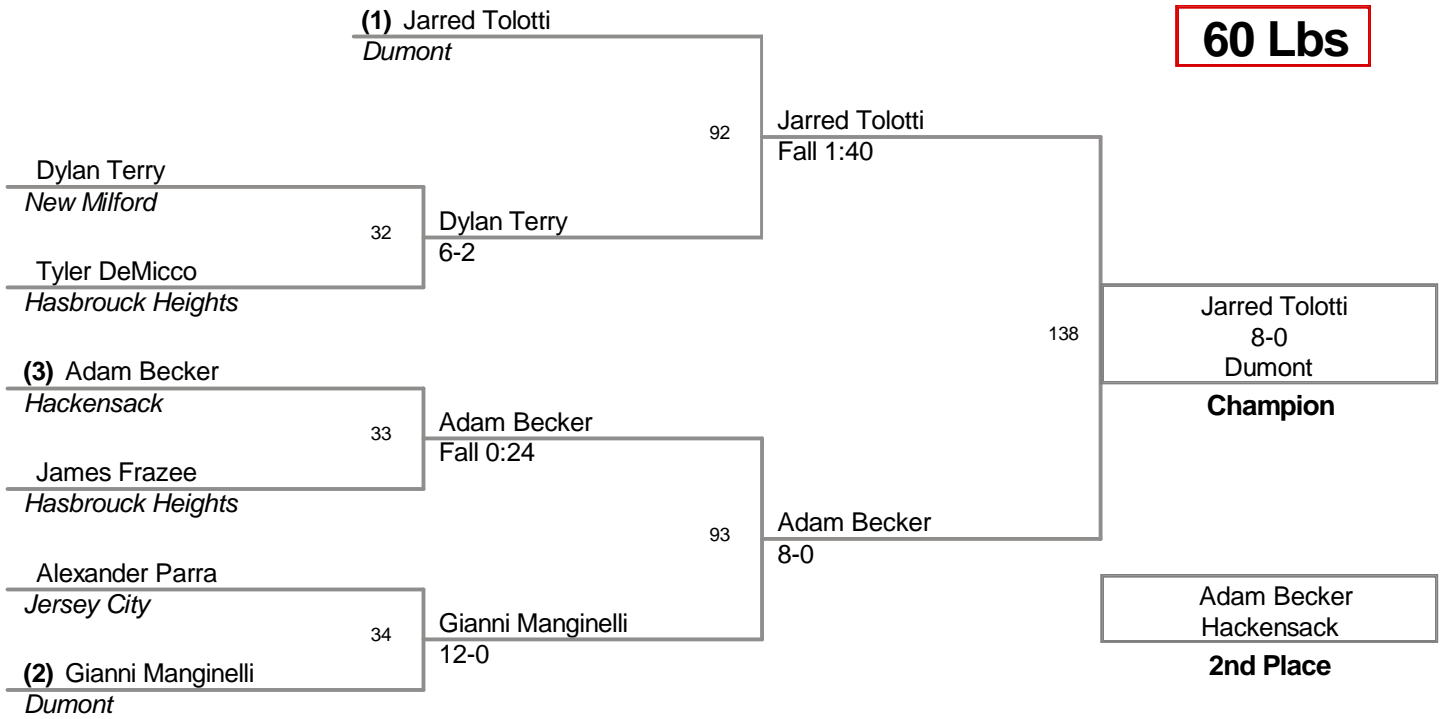 (1) Jarred Tolotti
Dumont
60 Lbs
92
Jarred Tolotti
Fall 1:40
Dylan Terry
New Milford
32
Dylan Terry
6-2
Tyler DeMicco
Hasbrouck Heights
138
Jarred Tolotti
8-0
Dumont
Champion
(3) Adam Becker
Hackensack
33
Adam Becker
Fall 0:24
James Frazee
Hasbrouck Heights
93
Adam Becker
8-0
Alexander Parra
Jersey City
34
Gianni Manginelli
12-0
(2) Gianni Manginelli
Dumont
Adam Becker
Hackensack
2nd Place